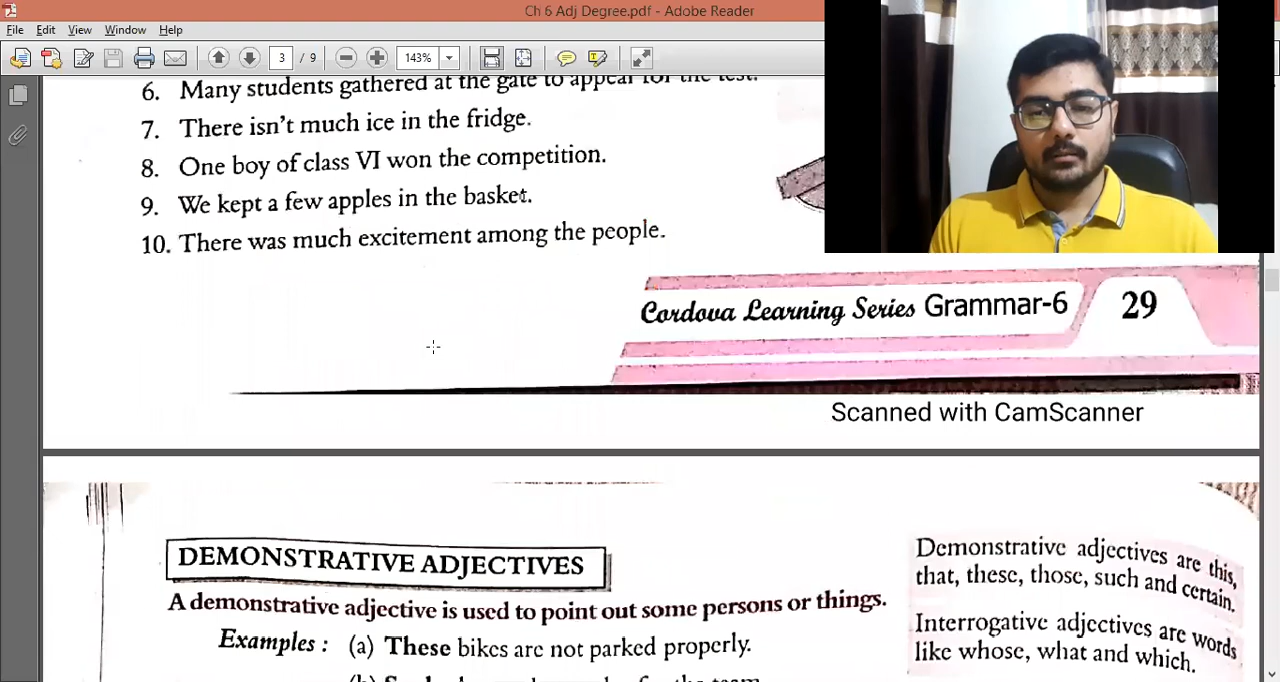 Ch 6 Adj Degree.pdf - Adobe Reader
File Edit View Window Help
3 / 9 143%
6. Many students gathered at the gate to appear for the test.
7. There isn't much ice in the fridge.
8. One boy of class VI won the competition.
9. We kept a few apples in the basket.
10. There was much excitement among the people.
Cordova Learning Series Grammar-6 29
Scanned with CamScanner
DEMONSTRATIVE ADJECTIVES
A demonstrative adjective is used to point out some persons or things.
Examples : (a) These bikes are not parked properly.
for the team
Demonstrative adjectives are this,
that, these, those, such and certain.
Interrogative adjectives are words
like whose, what and which.